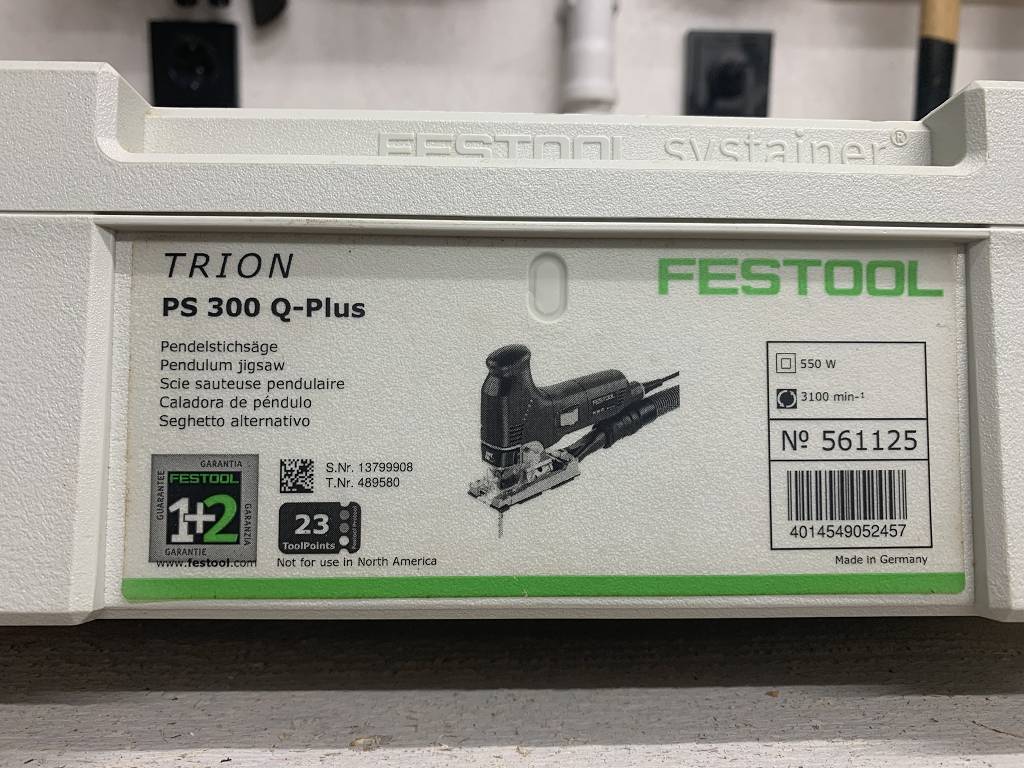 FESTOOL systainer®
TRION
PS 300 Q-Plus
FESTOOL
Pendelstichsäge
Pendulum jigsaw
Scie sauteuse pendulaire
Caladora de péndulo
Seghetto alternativo
FESTOOL
550 W
3100 min-¹
Nº 561125
4014549052457
Made in Germany
GARANTIA
GUARANTEE
FESTOOL
1+2
GARANZIA
GARANTIE
www.festool.com
S.Nr. 13799908
T.Nr. 489580
23
ToolPoints
Not for use in North America